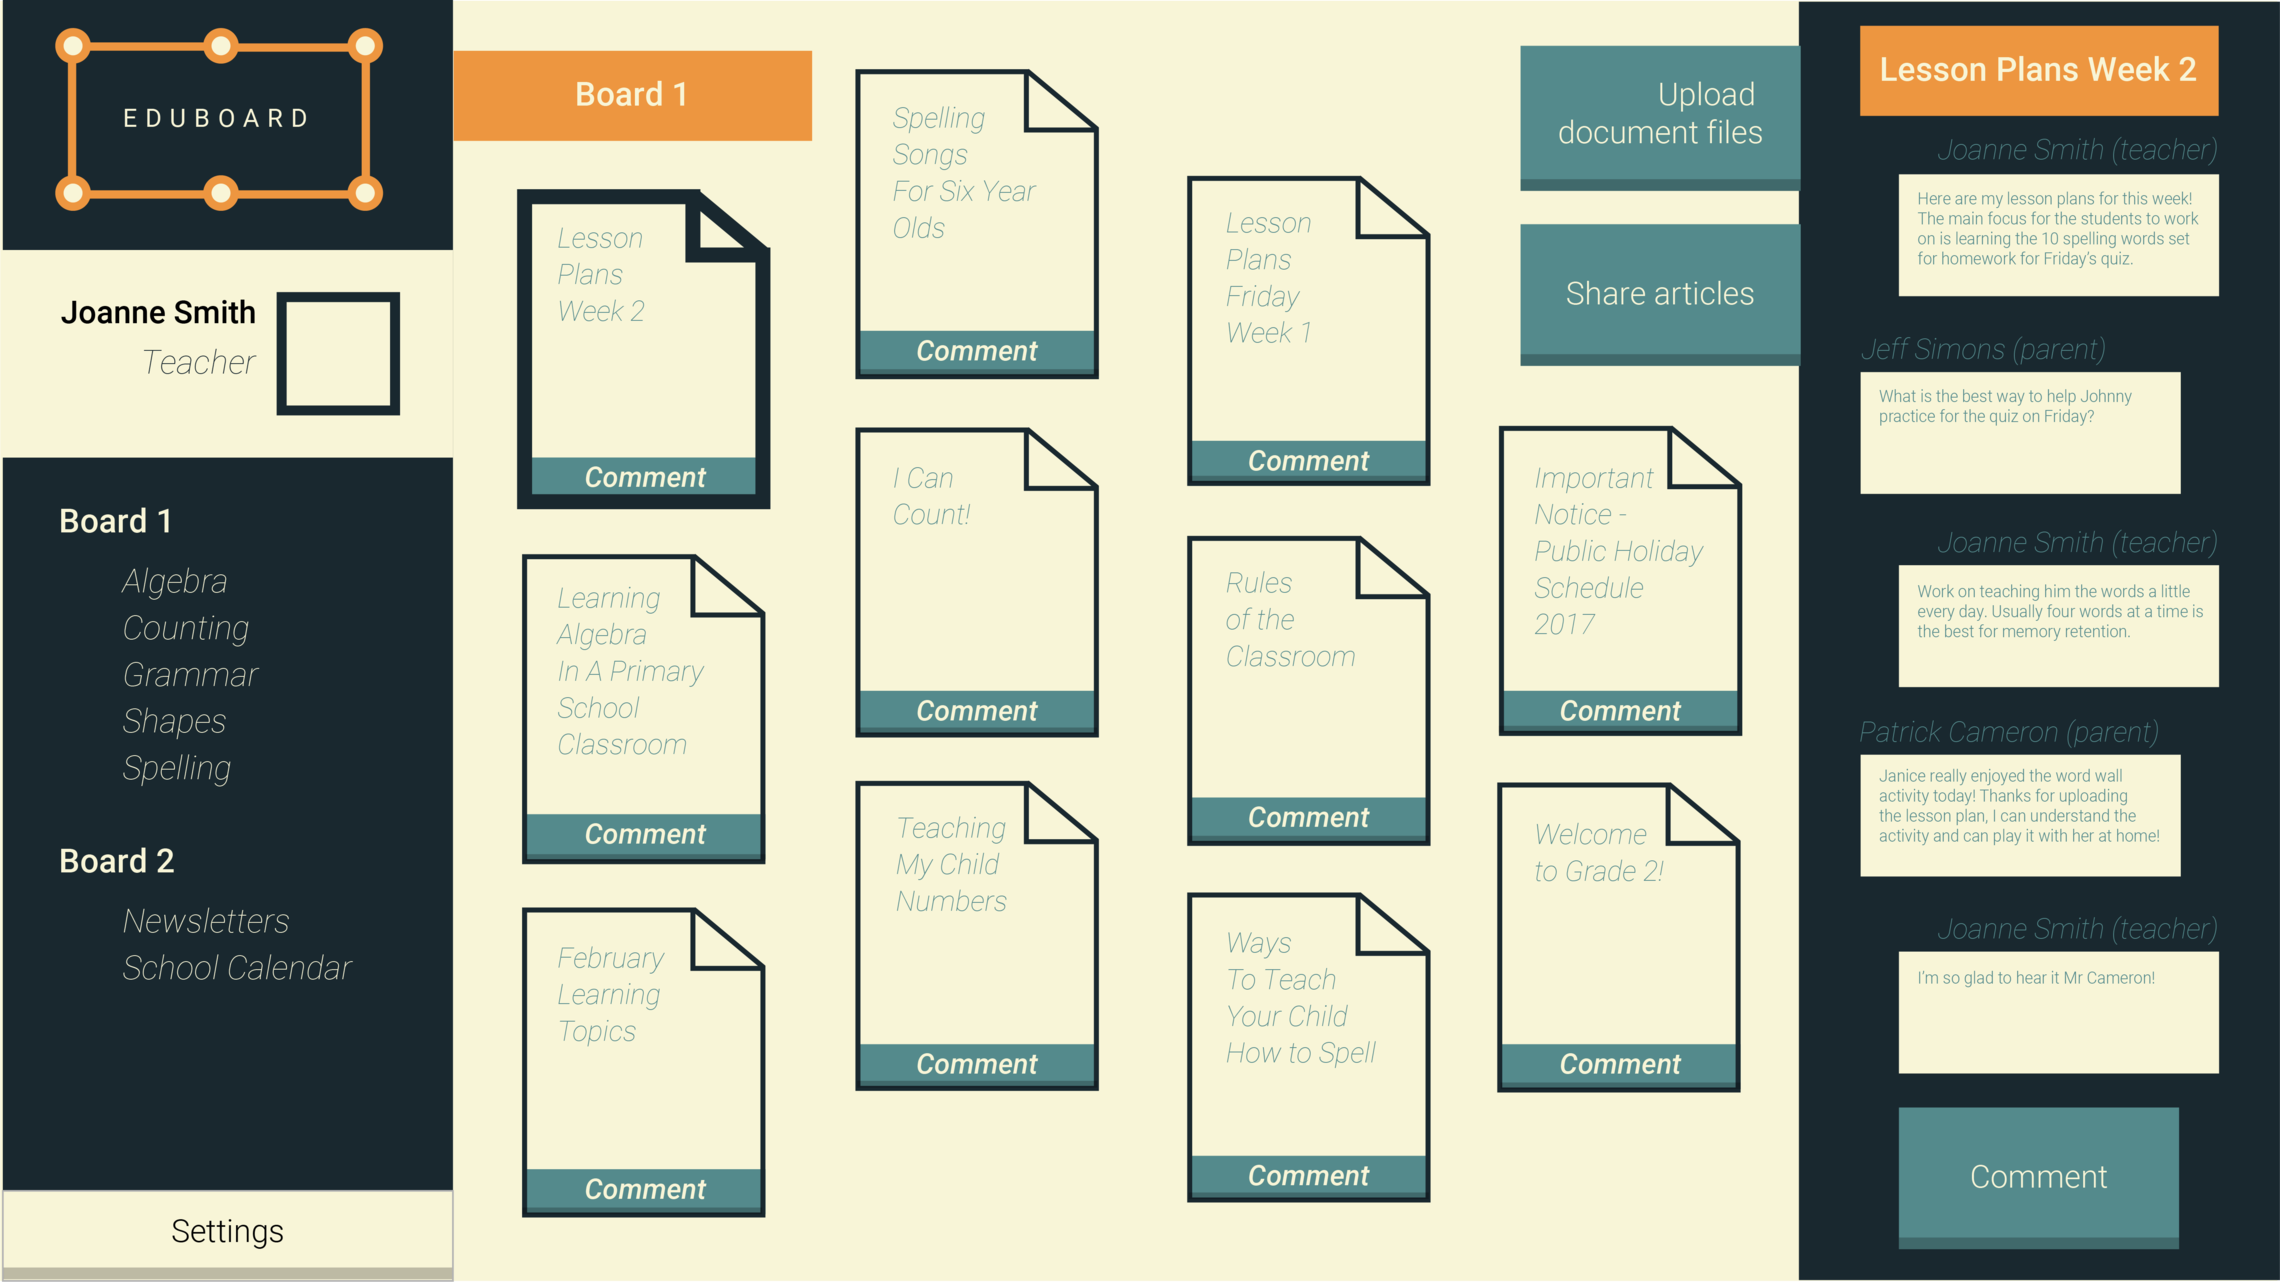 EDUBOARD
Joanne Smith
Teacher
Board 1
Algebra
Counting
Grammar
Shapes
Spelling
Board 2
Newsletters
School Calendar
Settings
Board 1
Lesson
Plans
Week 2
Comment
Learning
Algebra
In A Primary
School
Classroom
Comment
February
Learning
Topics
Comment
Spelling
Songs
For Six Year
Olds
Comment
I Can
Count!
Comment
Teaching
My Child
Numbers
Comment
Lesson
Plans
Friday
Week 1
Comment
Rules
of the
Classroom
Comment
Ways
To Teach
Your Child
How to Spell
Comment
Upload
document files
Share articles
Important
Notice -
Public Holiday
Schedule
2017
Comment
Welcome
to Grade 2!
Comment
Lesson Plans Week 2
Joanne Smith (teacher)
Here are my lesson plans for this week!
The main focus for the students to work
on is learning the 10 spelling words set
for homework for Friday's quiz.
Jeff Simons (parent)
What is the best way to help Johnny
practice for the quiz on Friday?
Joanne Smith (teacher)
Work on teaching him the words a little
every day. Usually four words at a time is
the best for memory retention.
Patrick Cameron (parent)
Janice really enjoyed the word wall
activity today! Thanks for uploading
the lesson plan, I can understand the
activity and can play it with her at home!
Joanne Smith (teacher)
I'm so glad to hear it Mr Cameron!
Comment